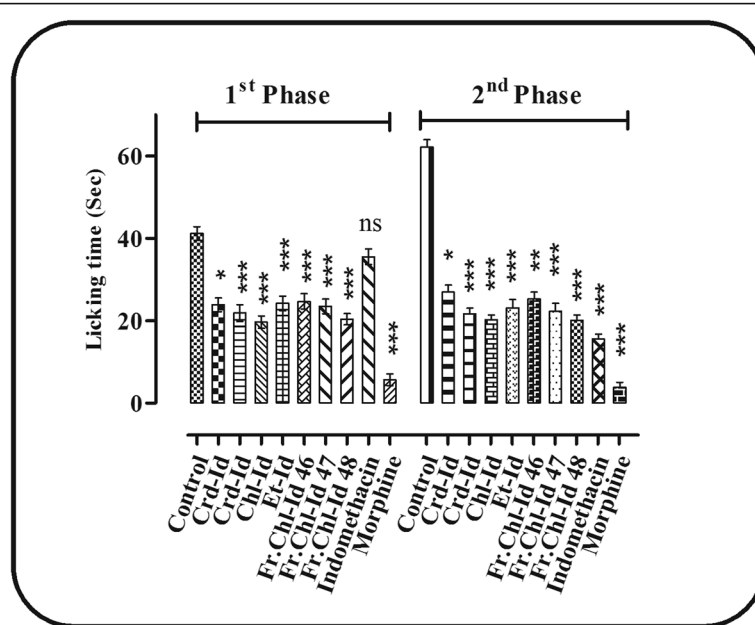 1st Phase
2nd Phase
Licking time (Sec)
60
40
20
0
*
***
***
***
***
***
***
ns
***
*
***
***
***
**
***
***
***
***
Control
Crd-Id
Crd-Id
Chl-Id
Et-Id
Fr.Chl-Id 46
Fr.Chl-Id 47
Fr.Chl-Id 48
Indomethacin
Morphine
Control
Crd-Id
Crd-Id
Chl-Id
Et-Id
Fr.Chl-Id 46
Fr.Chl-Id 47
Fr.Chl-Id 48
Indomethacin
Morphine